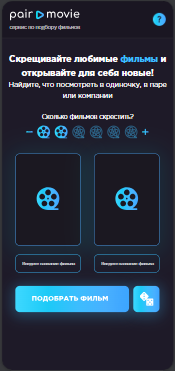 pair movie
сервис по подбору фильмов
?
Скрещивайте любимые фильмы и
открывайте для себя новые!
Найдите, что посмотреть в одиночку, в паре
или компании
Сколько фильмов скрестить?
Введите название фильма
Введите название фильма
ПОДОБРАТЬ ФИЛЬМ